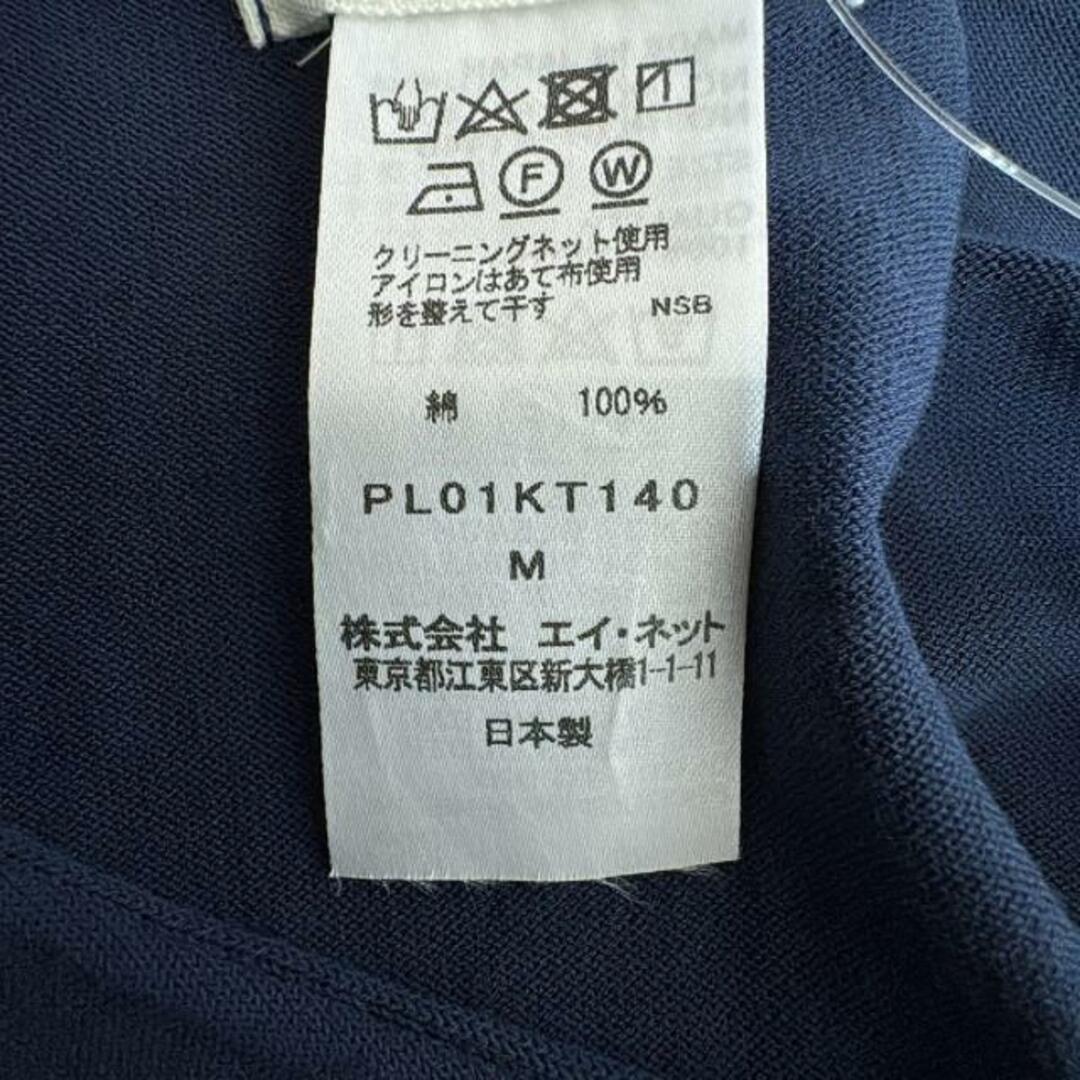 F W
クリーニングネット使用
アイロンはあて布使用
形を整えて干す NSB
綿 100%
PL01KT140
M
株式会社 エイ・ネット
東京都江東区新大橋1-1-11
日本製